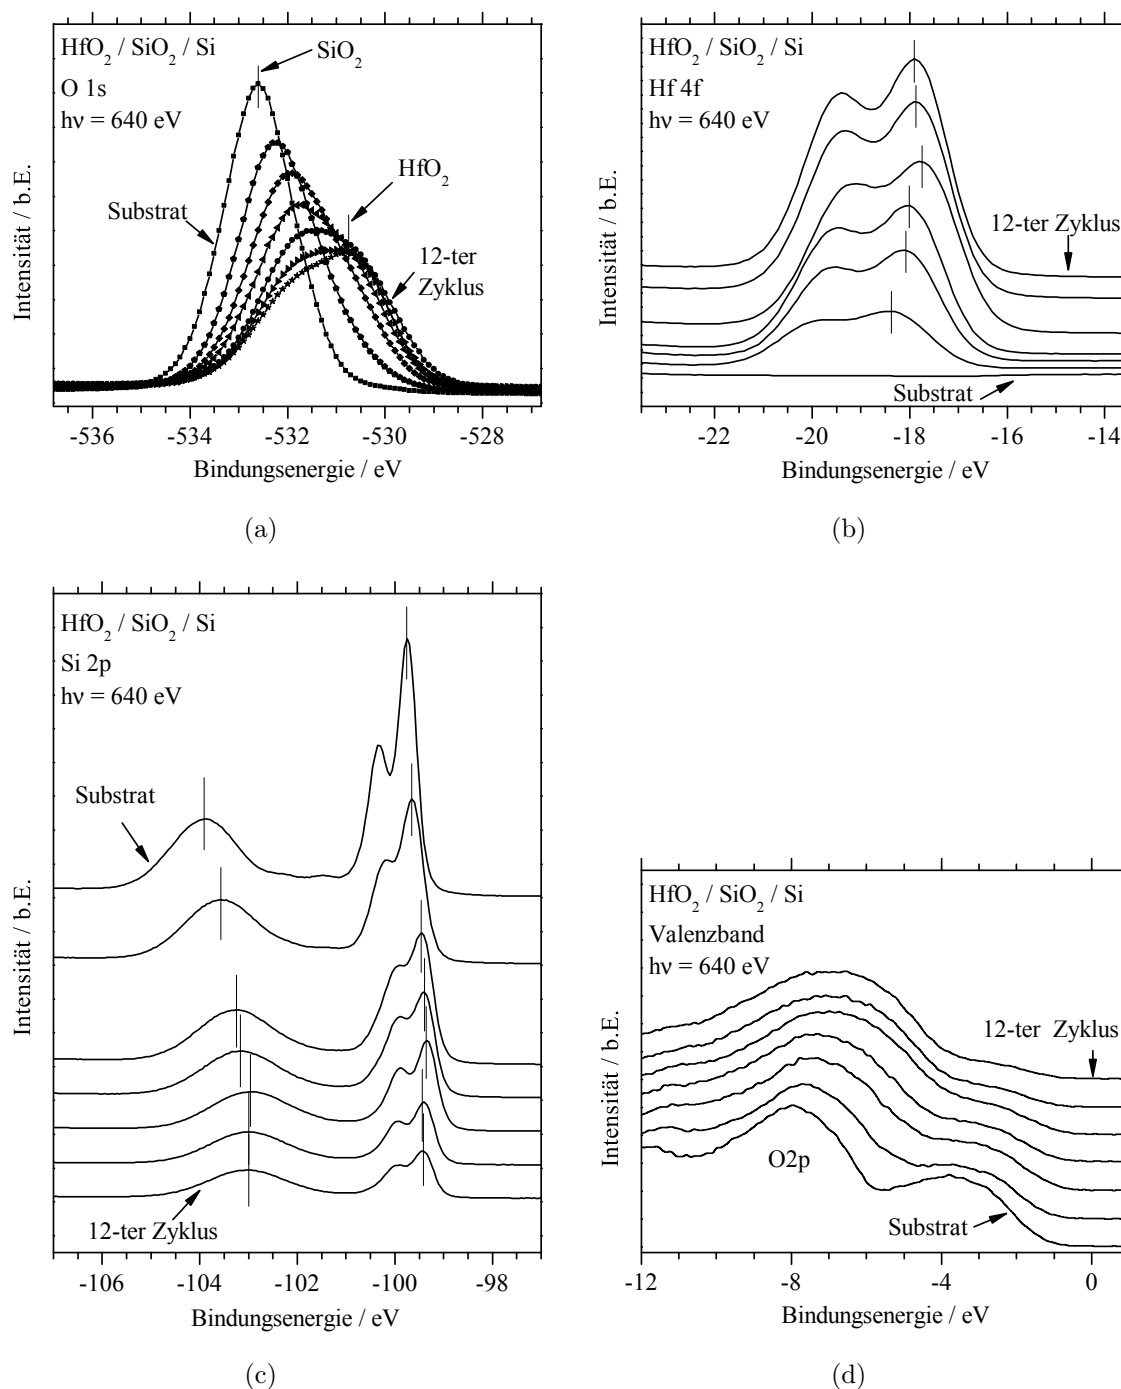 HfO2 / SiO2 / Si
O 1s
hν = 640 eV
SiO2
HfO2
Substrat
12-ter
Zyklus
Intensität / b.E.
-536 -534 -532 -530 -528
Bindungsenergie / eV
(a)
HfO2 / SiO2 / Si
Hf 4f
hν = 640 eV
12-ter Zyklus
Substrat
Intensität / b.E.
-22 -20 -18 -16 -14
Bindungsenergie / eV
(b)
HfO2 / SiO2 / Si
Si 2p
hν = 640 eV
Substrat
12-ter Zyklus
Intensität / b.E.
-106 -104 -102 -100 -98
Bindungsenergie / eV
(c)
HfO2 / SiO2 / Si
Valenzband
hν = 640 eV
12-ter Zyklus
O2p
Substrat
Intensität / b.E.
-12 -8 -4 0
Bindungsenergie / eV
(d)